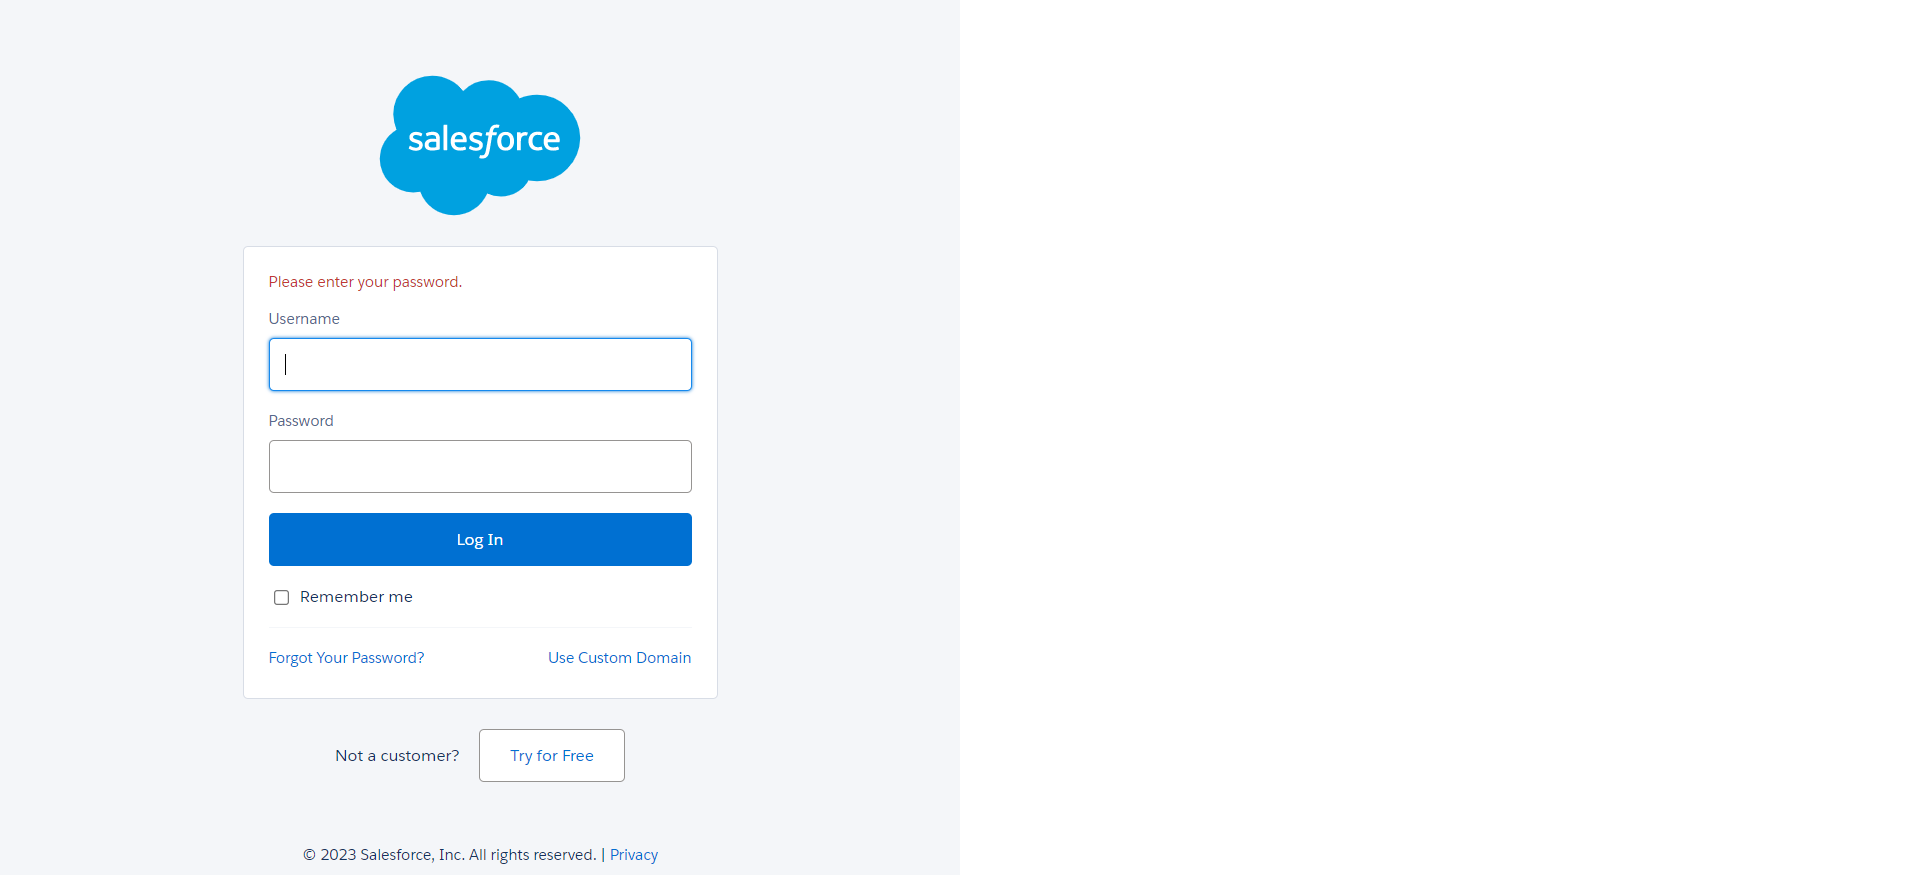 salesforce
Please enter your password.
Username
Password
Log In
Remember me
Forgot Your Password? Use Custom Domain
Not a customer? Try for Free
© 2023 Salesforce, Inc. All rights reserved. | Privacy